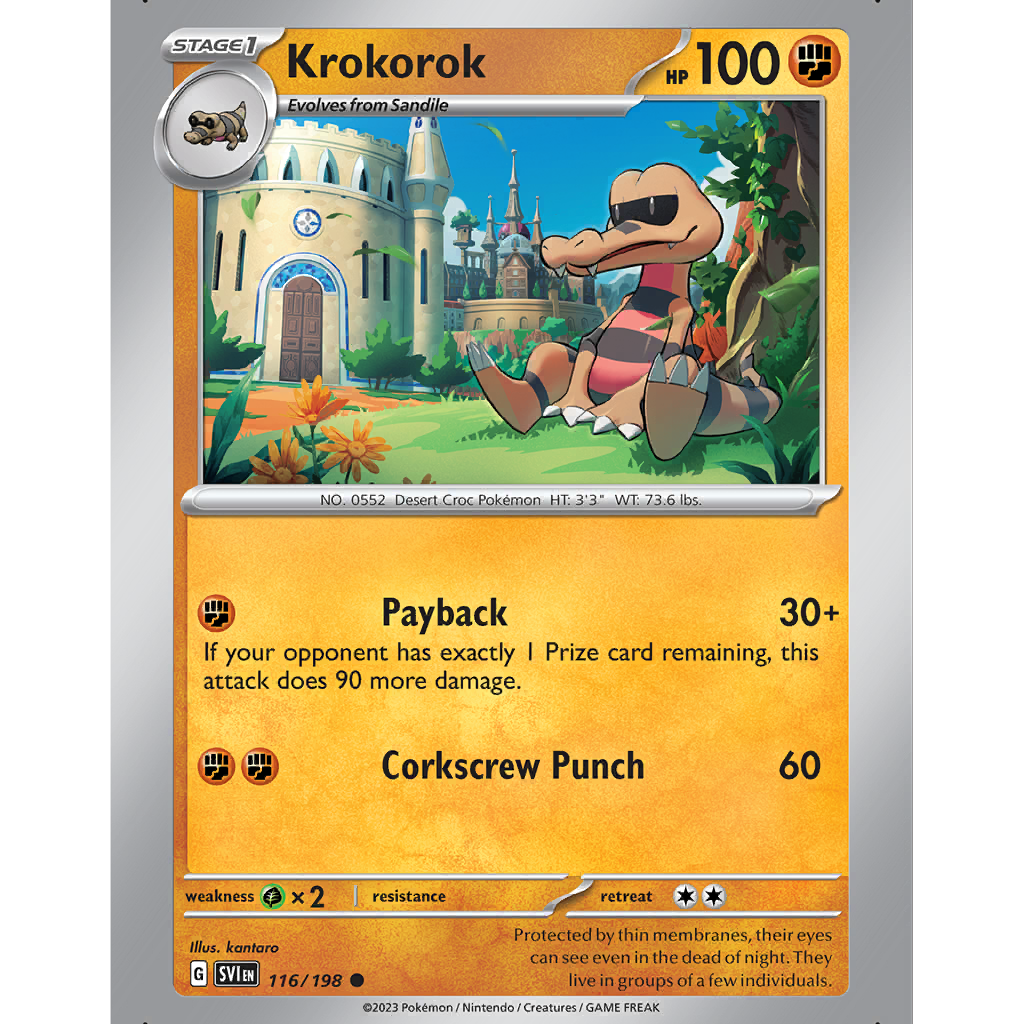 STAGE1
Krokorok
HP 100
Evolves from Sandile
NO. 0552 Desert Croc Pokémon HT: 3'3" WT: 73.6 lbs.
Payback 30+
If your opponent has exactly 1 Prize card remaining, this
attack does 90 more damage.
Corkscrew Punch 60
weakness ×2 resistance retreat
Illus. kantaro
Protected by thin membranes, their eyes
can see even in the dead of night. They
live in groups of a few individuals.
G SVI EN 116/198
©2023 Pokémon / Nintendo / Creatures / GAME FREAK